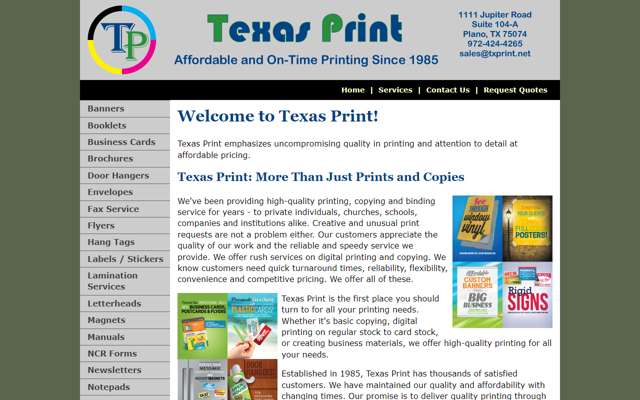 TP
Texas Print
Affordable and On-Time Printing Since 1985
1111 Jupiter Road
Suite 104-A
Plano, TX 75074
972-424-4265
sales@txprint.net
Home | Services | Contact Us | Request Quotes
Banners
Booklets
Business Cards
Brochures
Door Hangers
Envelopes
Fax Service
Flyers
Hang Tags
Labels / Stickers
Lamination
Services
Letterheads
Magnets
Manuals
NCR Forms
Newsletters
Notepads
Welcome to Texas Print!
Texas Print emphasizes uncompromising quality in printing and attention to detail at
affordable pricing.
Texas Print: More Than Just Prints and Copies
We've been providing high-quality printing, copying and binding
service for years - to private individuals, churches, schools,
companies and institutions alike. Creative and unusual print
requests are not a problem either. Our customers appreciate the
quality of our work and the reliable and speedy service we
provide. We offer rush services on digital printing and copying. We
know customers need quick turnaround times, reliability, flexibility,
convenience and competitive pricing. We offer all of these.
See
THROUGH
window
vinyl
FULL
POSTERS!
Affordable
CUSTOM
BANNERS
BIG
BUSINESS
Rigid
SIGNS
BUSINESS CARDS,
POSTCARDS & FLYERS
Texas Print is the first place you should
turn to for all your printing needs.
Whether it's basic copying, digital
printing on regular stock to card stock,
or creating business materials, we offer high-quality printing for all
your needs.
Established in 1985, Texas Print has thousands of satisfied
customers. We have maintained our quality and affordability with
changing times. Our promise is to deliver quality printing through